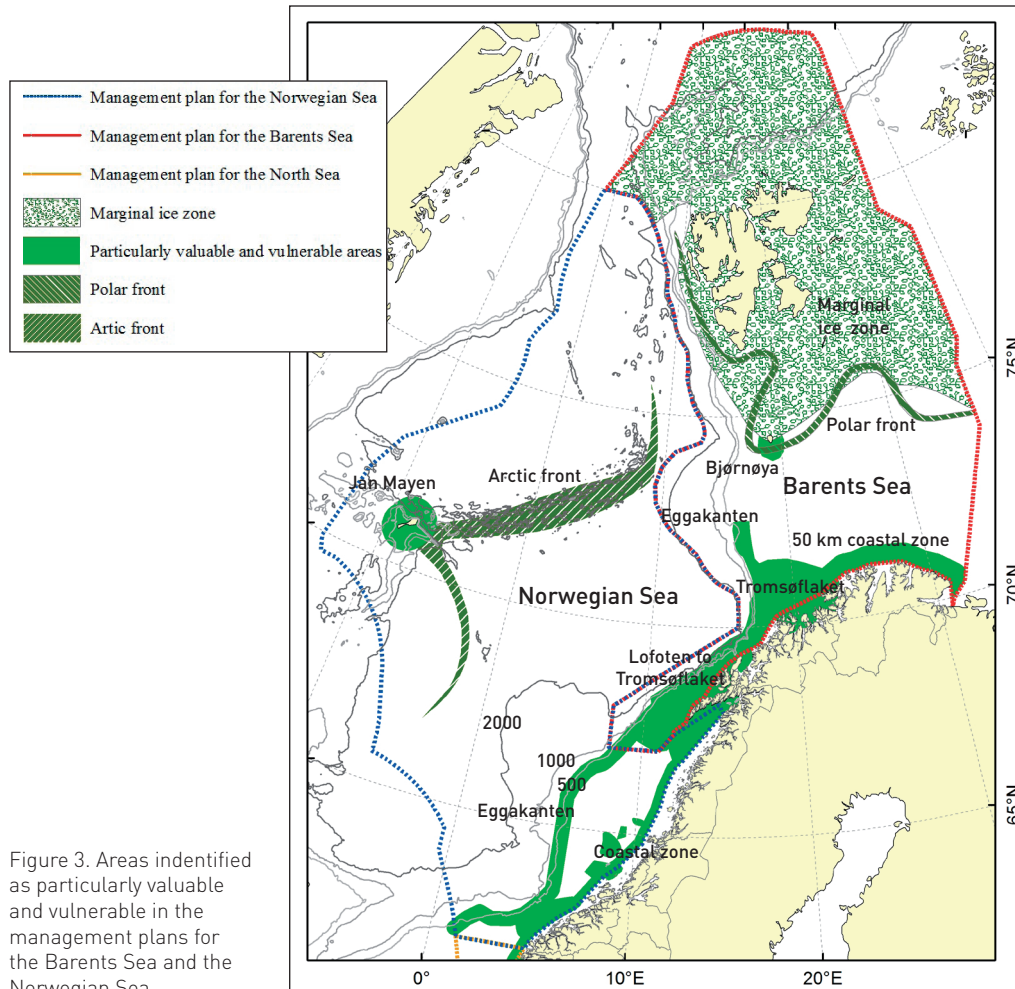 Management plan for the Norwegian Sea
Management plan for the Barents Sea
Management plan for the North Sea
Marginal ice zone
Particularly valuable and vulnerable areas
Polar front
Artic front
Marginal
ice zone
75°N
Polar front
Arctic front
Jan Mayen
Bjørnøya
Barents Sea
Eggakanten
50 km coastal zone
Tromsøflaket
70°N
Norwegian Sea
Lofoten to
Tromsøflaket
2000
1000
500
Eggakanten
65°N
Coastal zone
0°
10°E
20°E
Figure 3. Areas indentified
as particularly valuable
and vulnerable in the
management plans for
the Barents Sea and the
Norwegian Sea